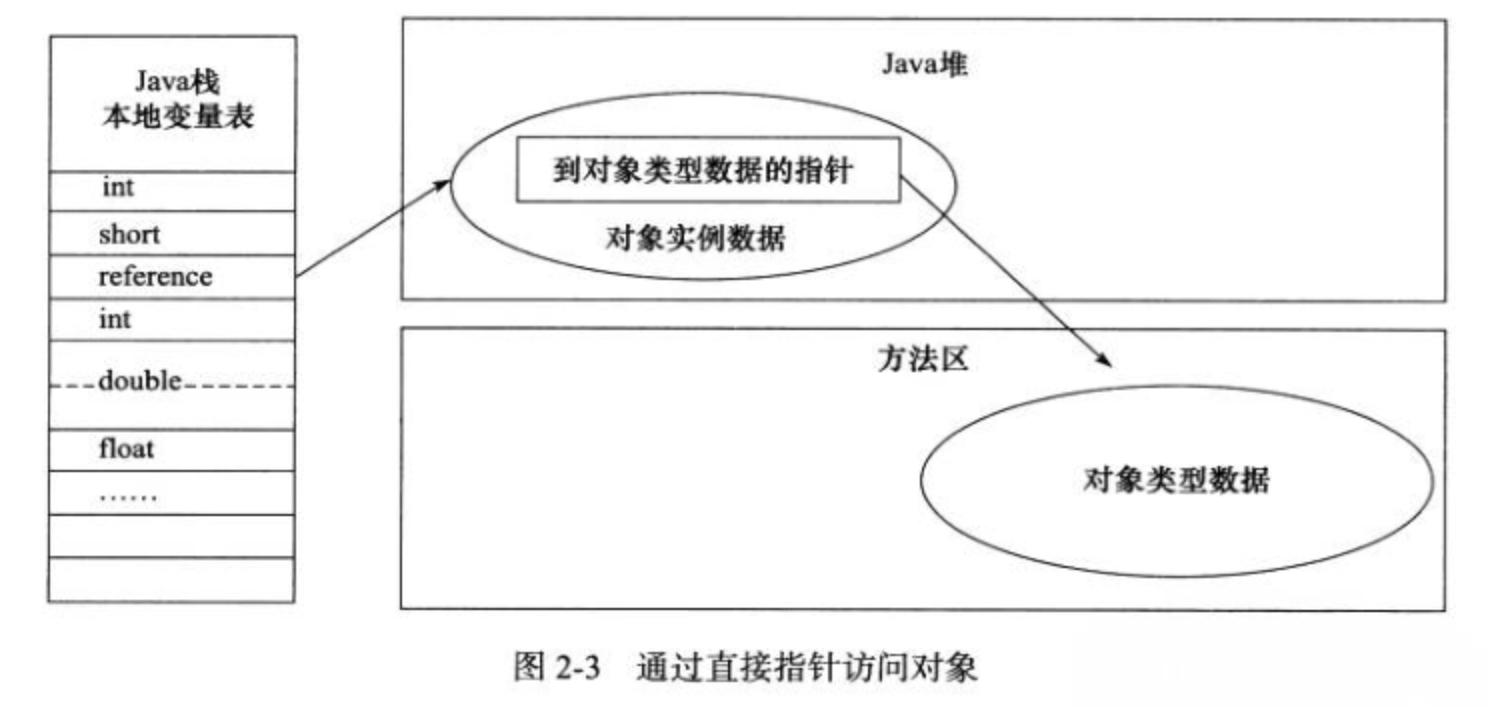 Java栈
本地变量表
int
short
reference
int
double
float
……
Java堆
到对象类型数据的指针
对象实例数据
方法区
对象类型数据
图 2-3 通过直接指针访问对象